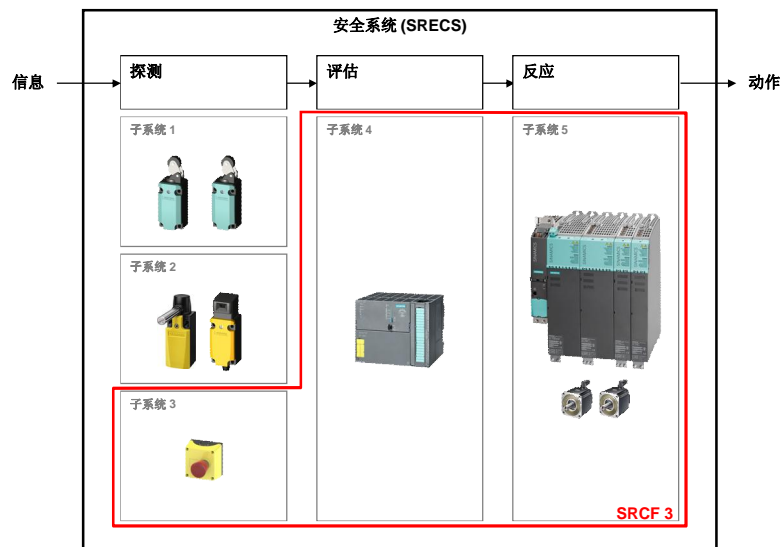 安全系统 (SRECS)
信息
探测
评估
反应
动作
子系统 1
子系统 4
子系统 5
子系统 2
子系统 3
SRCF 3